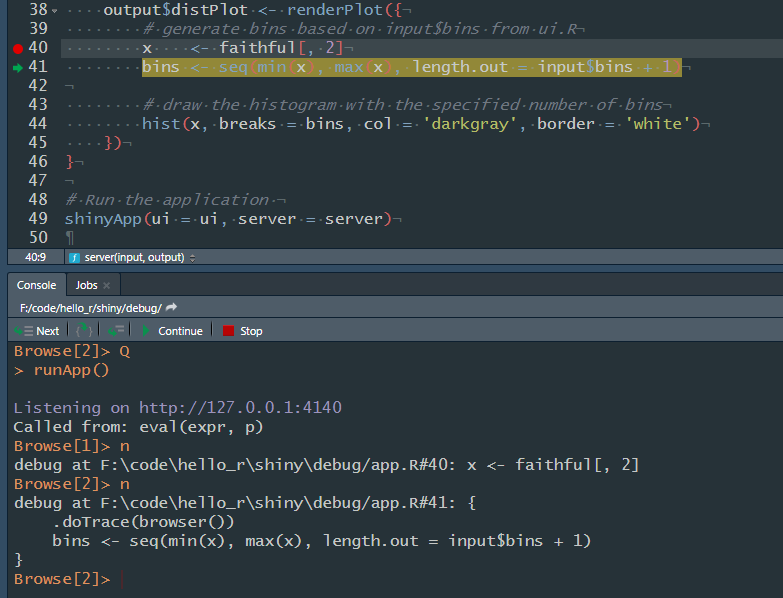 38 output$distPlot <- renderPlot({
39 # generate bins based on input$bins from ui.R
40 x <- faithful[, 2]
41 bins <- seq(min(x), max(x), length.out = input$bins + 1)
42
43 # draw the histogram with the specified number of bins
44 hist(x, breaks = bins, col = 'darkgray', border = 'white')
45 })
46 }
47
48 # Run the application
49 shinyApp(ui = ui, server = server)
50
40:9 server(input, output)
Console Jobs
F:/code/hello_r/shiny/debug/
Next Continue Stop
Browse[2]> Q
> runApp()
Listening on http://127.0.0.1:4140
Called from: eval(expr, p)
Browse[1]> n
debug at F:\code\hello_r\shiny\debug/app.R#40: x <- faithful[, 2]
Browse[2]> n
debug at F:\code\hello_r\shiny\debug/app.R#41: {
.doTrace(browser())
bins <- seq(min(x), max(x), length.out = input$bins + 1)
}
Browse[2]>